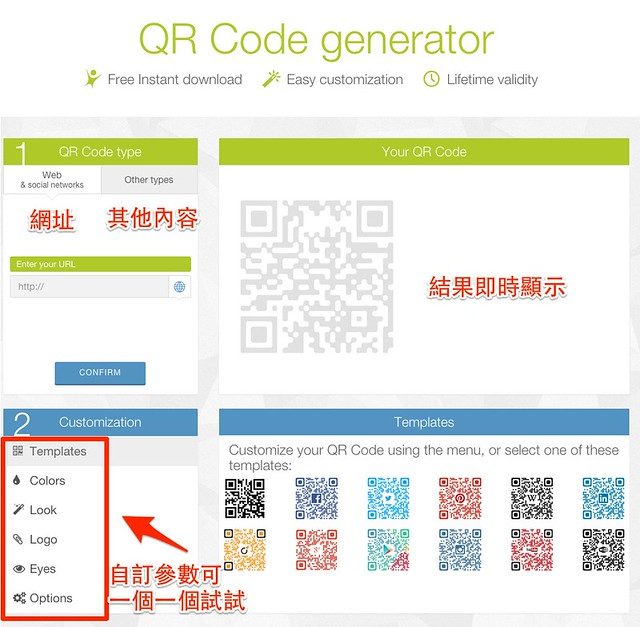 QR Code generator
Free Instant download Easy customization Lifetime validity
1 QR Code type
Web
& social networks
Other types
網址
其他內容
Enter your URL
http://
CONFIRM
Your QR Code
結果即時顯示
2 Customization
Templates
Colors
Look
Logo
Eyes
Options
自訂參數可
一個一個試試
Templates
Customize your QR Code using the menu, or select one of these
templates: